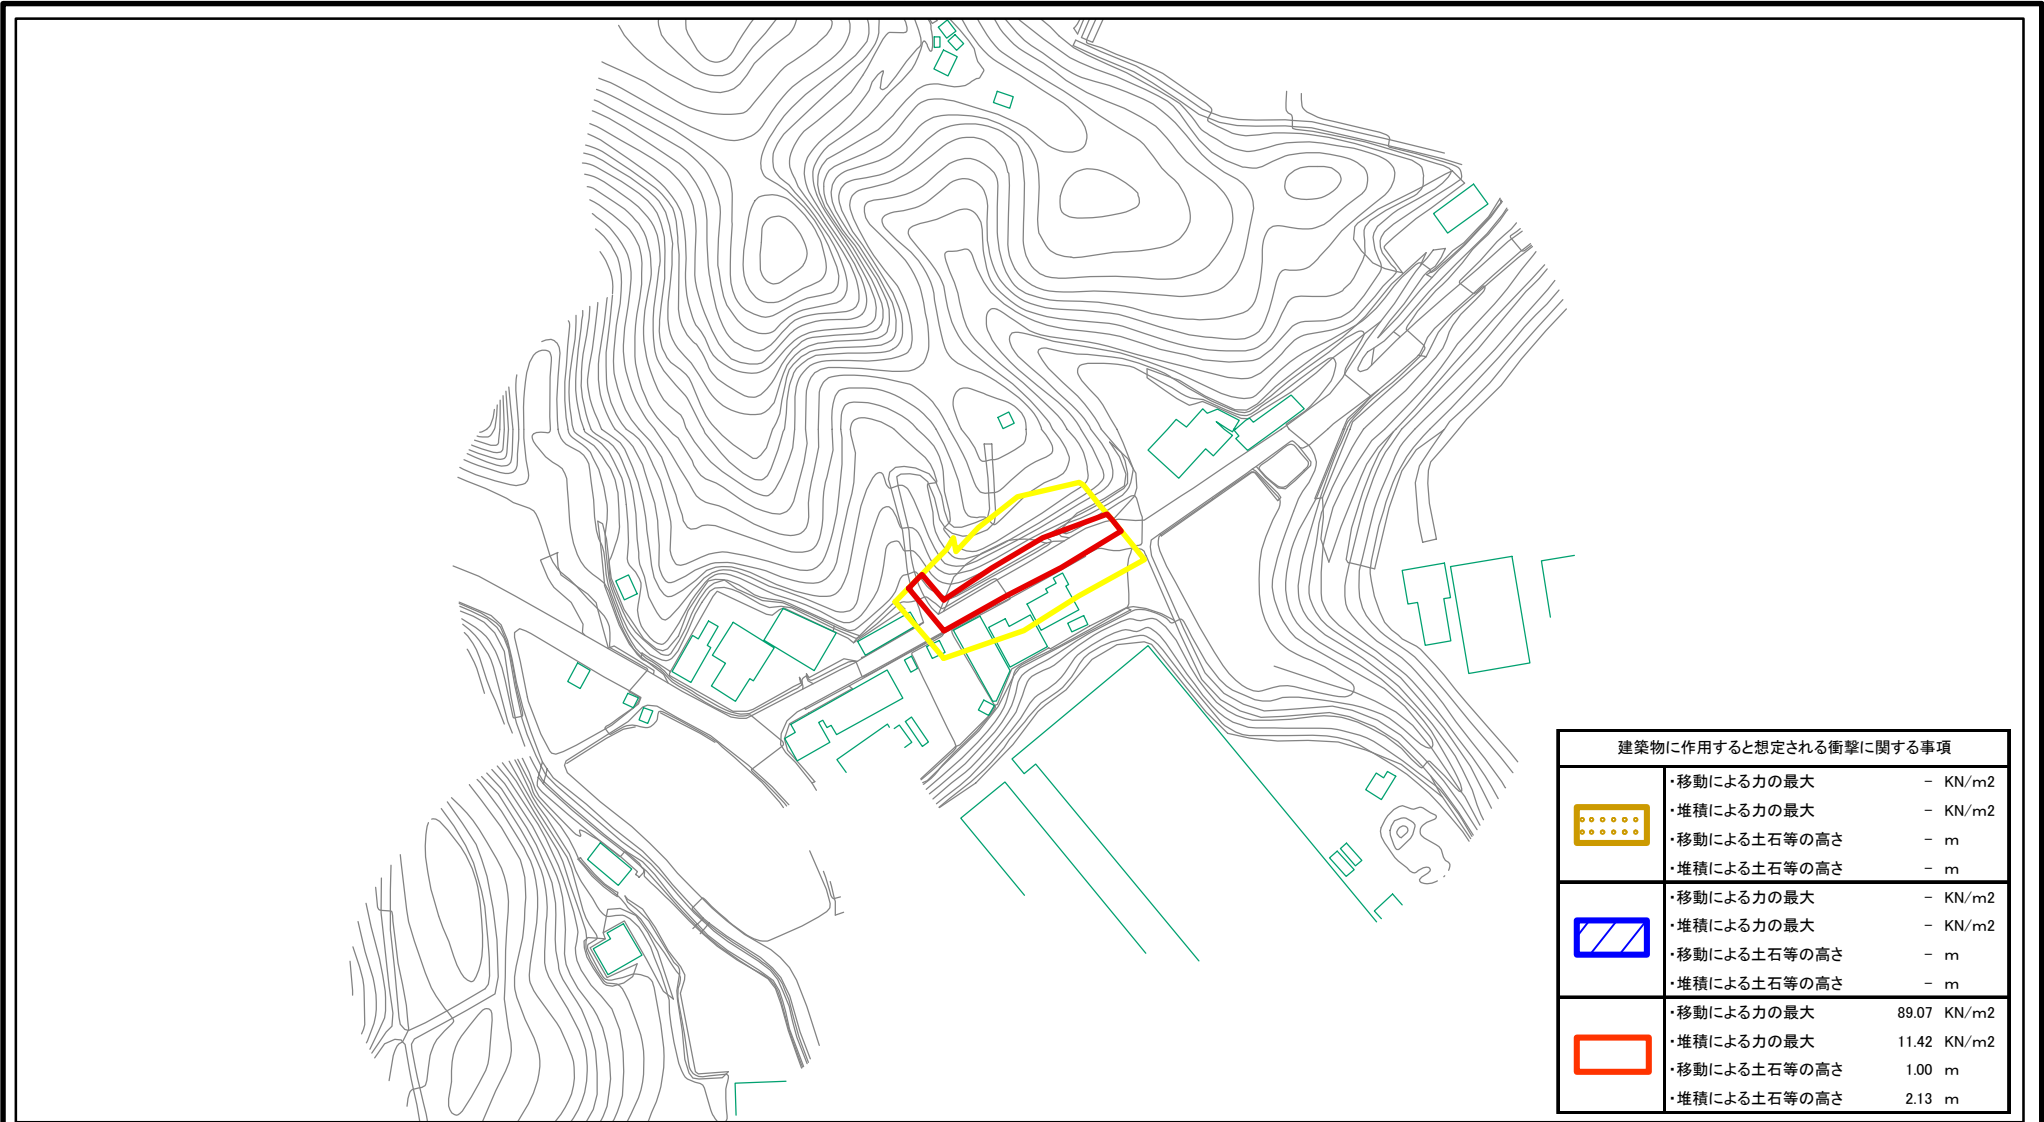 建築物に作用すると想定される衝撃に関する事項
・移動による力の最大 － KN/m2
・堆積による力の最大 － KN/m2
・移動による土石等の高さ － m
・堆積による土石等の高さ － m
・移動による力の最大 － KN/m2
・堆積による力の最大 － KN/m2
・移動による土石等の高さ － m
・堆積による土石等の高さ － m
・移動による力の最大 89.07 KN/m2
・堆積による力の最大 11.42 KN/m2
・移動による土石等の高さ 1.00 m
・堆積による土石等の高さ 2.13 m